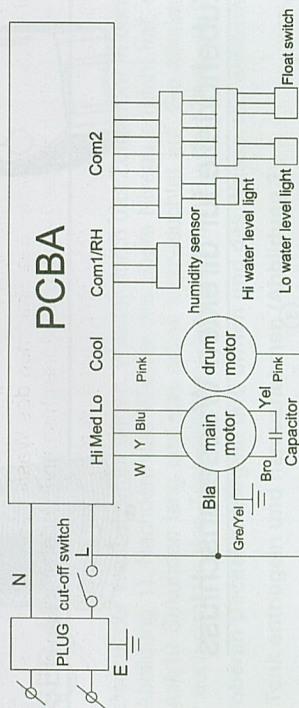 PCBA
Hi Med Lo
Cool
Com1/RH
Com2
N
cut-off switch
L
PLUG
E
W
Y
Blu
Pink
humidity sensor
Hi water level light
Lo water level light
Float switch
main
motor
drum
motor
Bla
Gre/Yel
Bro
Yel
Pink
Capacitor